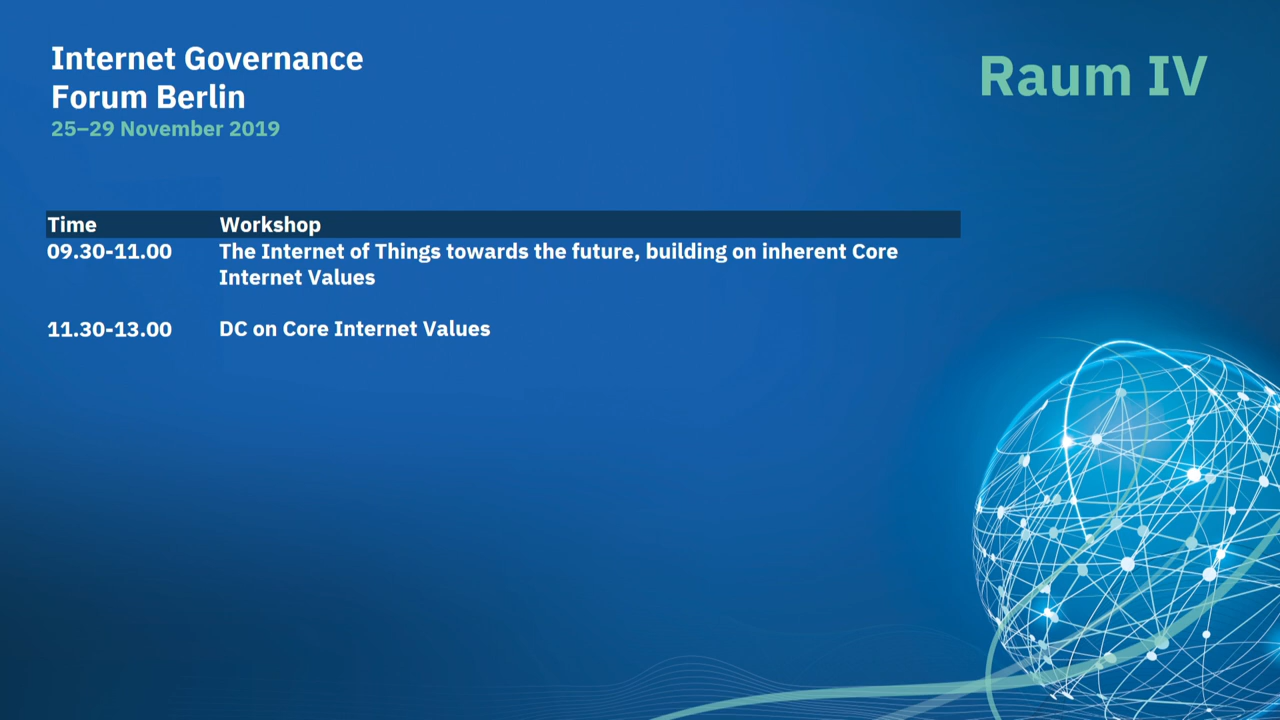 Internet Governance
Forum Berlin
25–29 November 2019
Raum IV
Time Workshop
09.30-11.00 The Internet of Things towards the future, building on inherent Core
Internet Values
11.30-13.00 DC on Core Internet Values